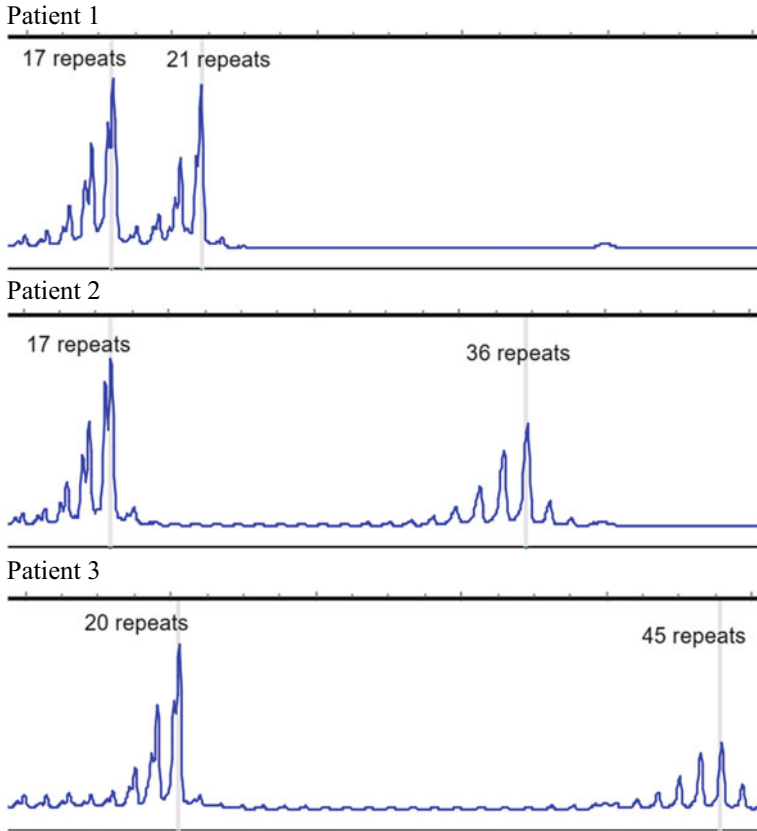 Patient 1
17 repeats 21 repeats
Patient 2
17 repeats 36 repeats
Patient 3
20 repeats 45 repeats